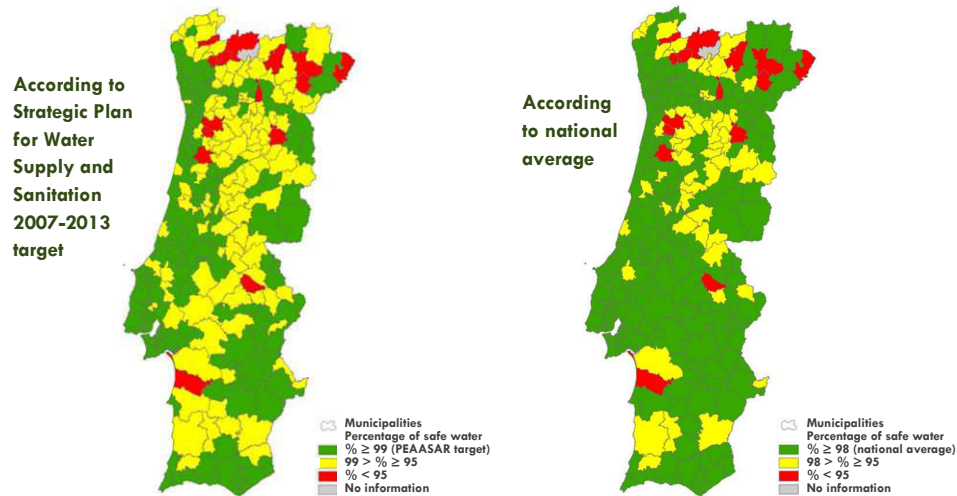 According to
Strategic Plan
for Water
Supply and
Sanitation
2007-2013
target
Municipalities
Percentage of safe water
% ≥ 99 (PEAASAR target)
99 > % ≥ 95
% < 95
No information
According
to national
average
Municipalities
Percentage of safe water
% ≥ 98 (national average)
98 > % ≥ 95
% < 95
No information